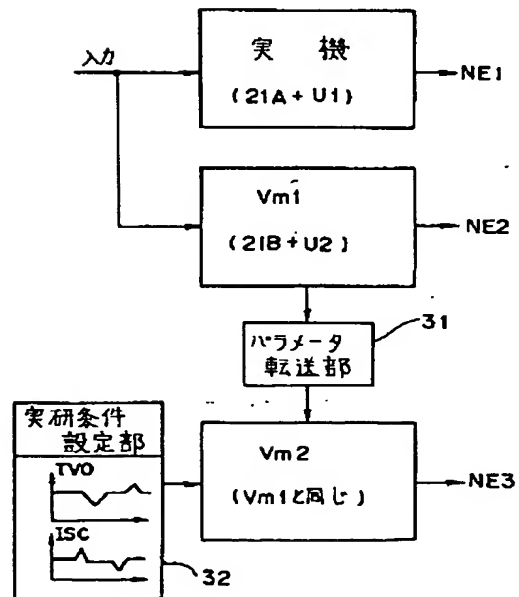 入力
実機
(21A + U1)
NE1
Vm1
(21B + U2)
NE2
パラメータ
転送部
31
実研条件
設定部
TVO
ISC
32
Vm2
(Vm1と同じ)
NE3